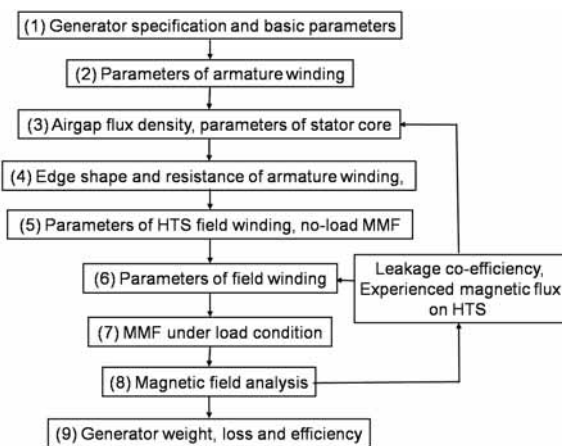 (1) Generator specification and basic parameters
(2) Parameters of armature winding
(3) Airgap flux density, parameters of stator core
(4) Edge shape and resistance of armature winding,
(5) Parameters of HTS field winding, no-load MMF
(6) Parameters of field winding
Leakage co-efficiency,
Experienced magnetic flux
on HTS
(7) MMF under load condition
(8) Magnetic field analysis
(9) Generator weight, loss and efficiency